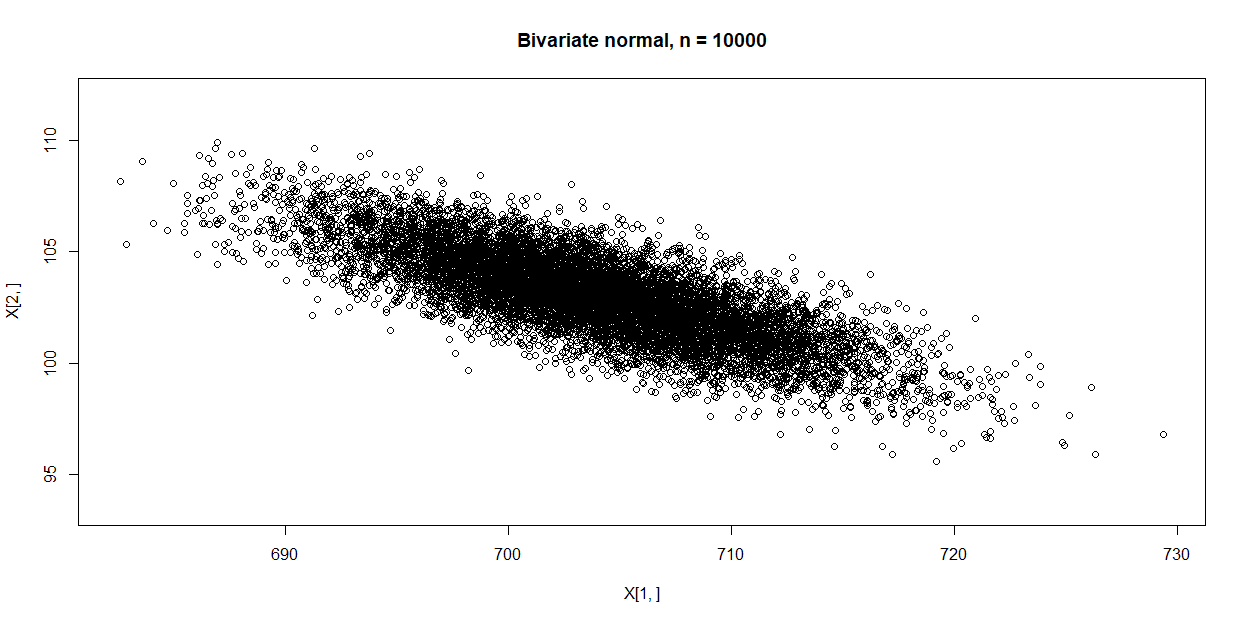 Bivariate normal, n = 10000
110
105
100
95
X[2, ]
690 700 710 720 730
X[1, ]